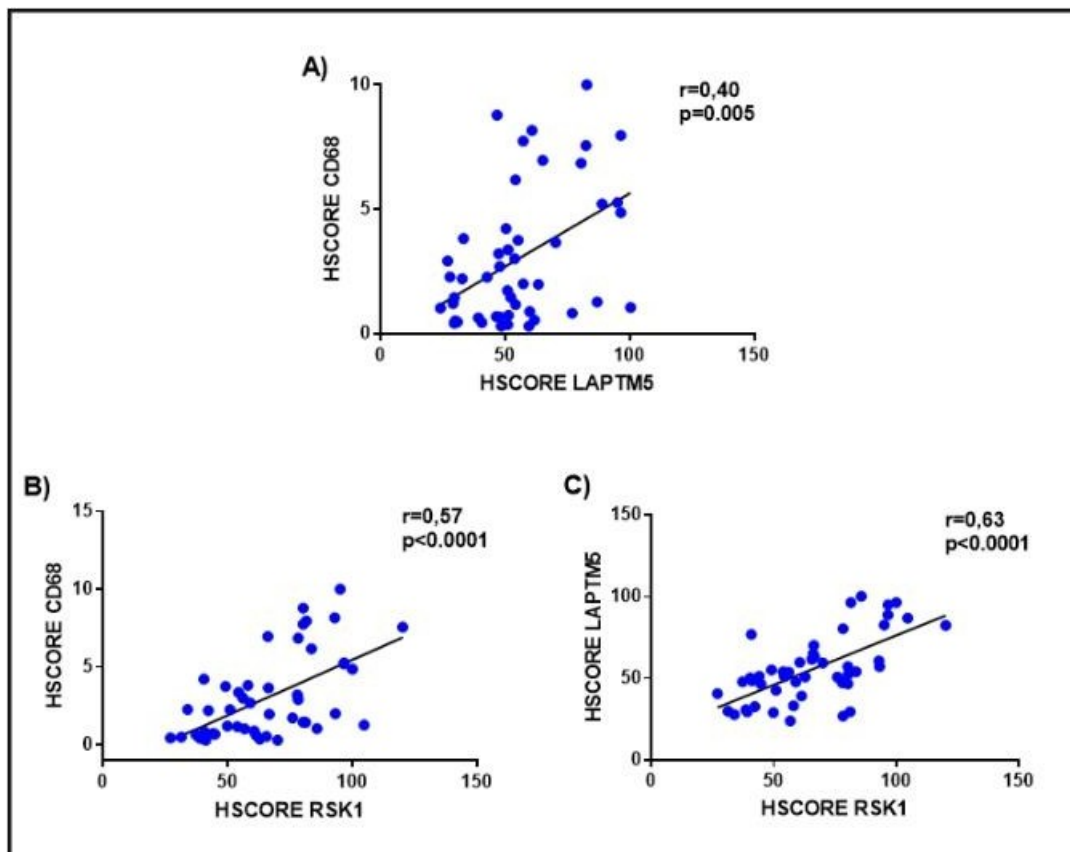 A)
r=0,40
p=0.005
HSCORE CD68
10
5
0
0 50 100 150
HSCORE LAPTM5
B)
r=0,57
p<0.0001
HSCORE CD68
15
10
5
0
0 50 100 150
HSCORE RSK1
C)
r=0,63
p<0.0001
HSCORE LAPTM5
150
100
50
0
0 50 100 150
HSCORE RSK1